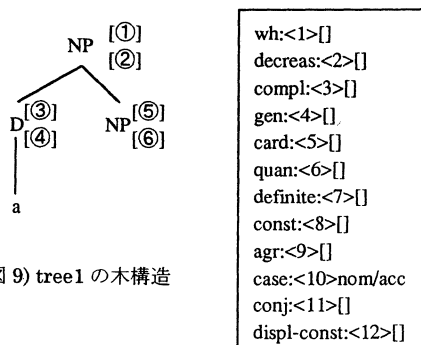 NP [①]
[②]
D [③]
[④]
NP [⑤]
[⑥]
a
図 9) tree1 の木構造
wh:<1>[]
decreas:<2>[]
compl:<3>[]
gen:<4>[]
card:<5>[]
quan:<6>[]
definite:<7>[]
const:<8>[]
agr:<9>[]
case:<10>nom/acc
conj:<11>[]
displ-const:<12>[]